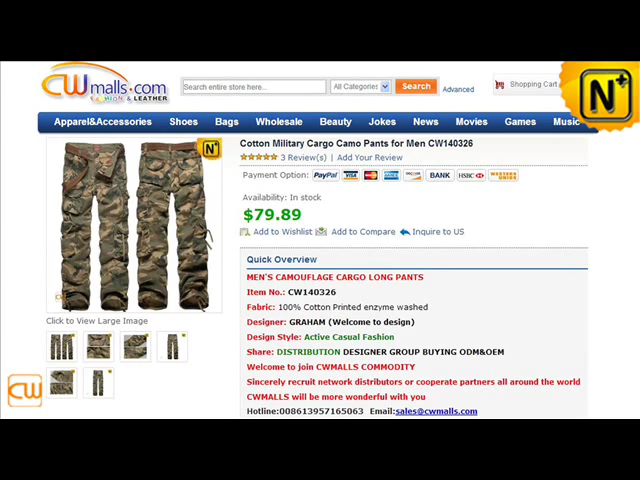 CWmalls.com
FASHION & LEATHER
Search entire store here...
All Categories
Search
Advanced
Shopping Cart
N+
Apparel&Accessories Shoes Bags Wholesale Beauty Jokes News Movies Games Music
N+
Cotton Military Cargo Camo Pants for Men CW140326
3 Review(s) | Add Your Review
Payment Option: PayPal VISA DISCOVER BANK HSBC WESTERN UNION
Availability: In stock
$79.89
Add to Wishlist Add to Compare Inquire to US
Quick Overview
MEN'S CAMOUFLAGE CARGO LONG PANTS
Item No.: CW140326
Fabric: 100% Cotton Printed enzyme washed
Designer: GRAHAM (Welcome to design)
Design Style: Active Casual Fashion
Share: DISTRIBUTION DESIGNER GROUP BUYING ODM&OEM
Welcome to join CWMALLS COMMODITY
Sincerely recruit network distributors or cooperate partners all around the world
CWMALLS will be more wonderful with you
Hotline:008613957165063 Email:sales@cwmalls.com
Click to View Large Image
CW